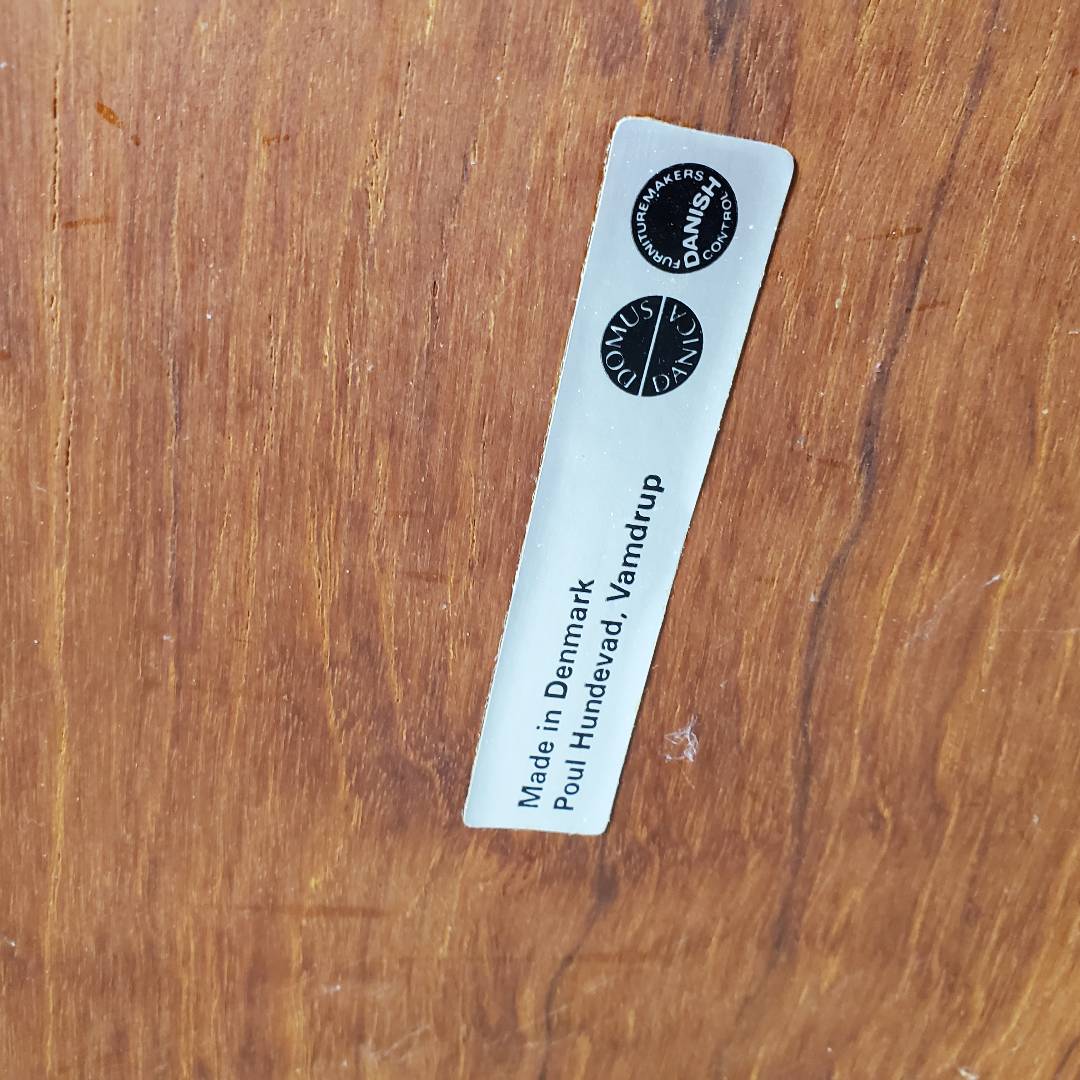 Made in Denmark
Poul Hundevad, Vamdrup
DOMUS
DANICA
FURNITUREMAKERS
DANISH
CONTROL